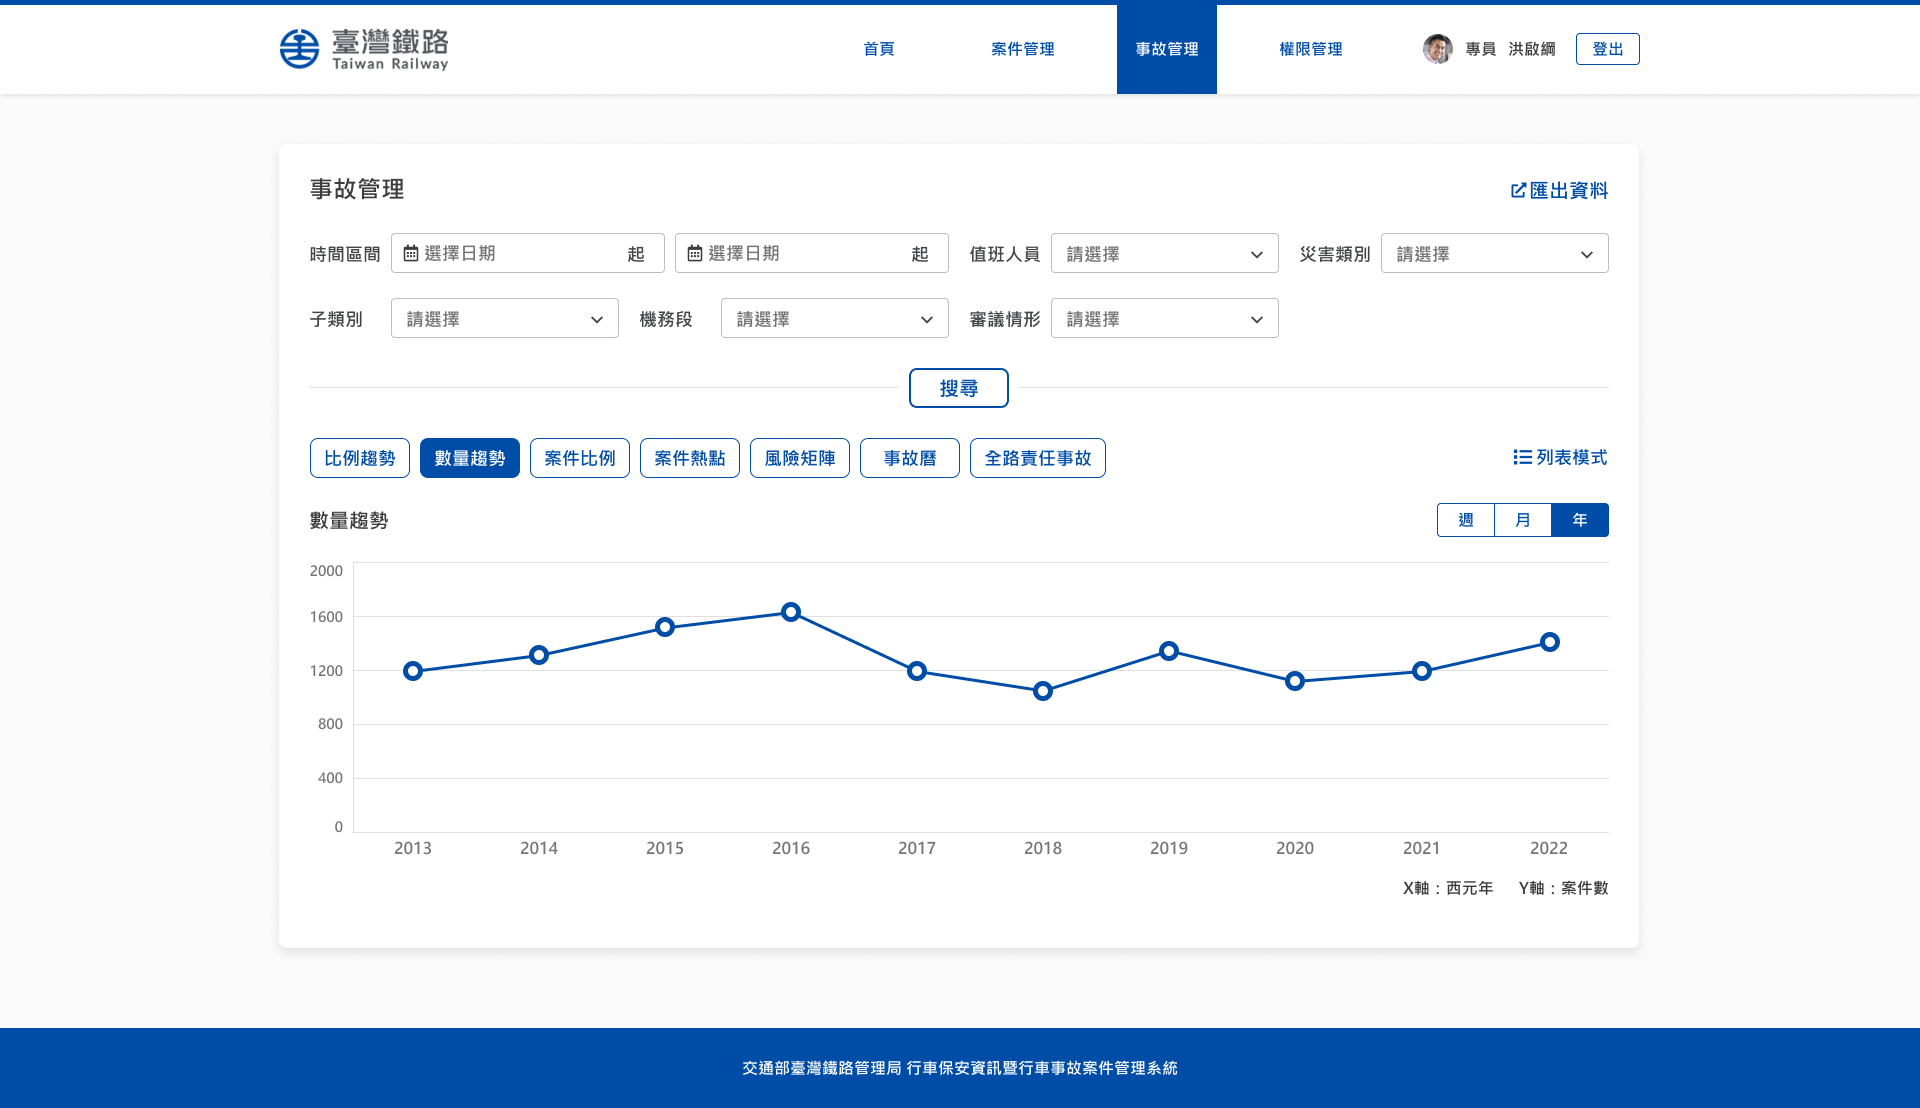 臺灣鐵路
Taiwan Railway
首頁 案件管理 事故管理 權限管理 專員 洪啟綱 登出
事故管理 匯出資料
時間區間 選擇日期 起 選擇日期 起 值班人員 請選擇 災害類別 請選擇
子類別 請選擇 機務段 請選擇 審議情形 請選擇
搜尋
比例趨勢 數量趨勢 案件比例 案件熱點 風險矩陣 事故曆 全路責任事故 列表模式
數量趨勢 週 月 年
2000
1600
1200
800
400
0
2013 2014 2015 2016 2017 2018 2019 2020 2021 2022
X軸：西元年 Y軸：案件數
交通部臺灣鐵路管理局 行車保安資訊暨行車事故案件管理系統